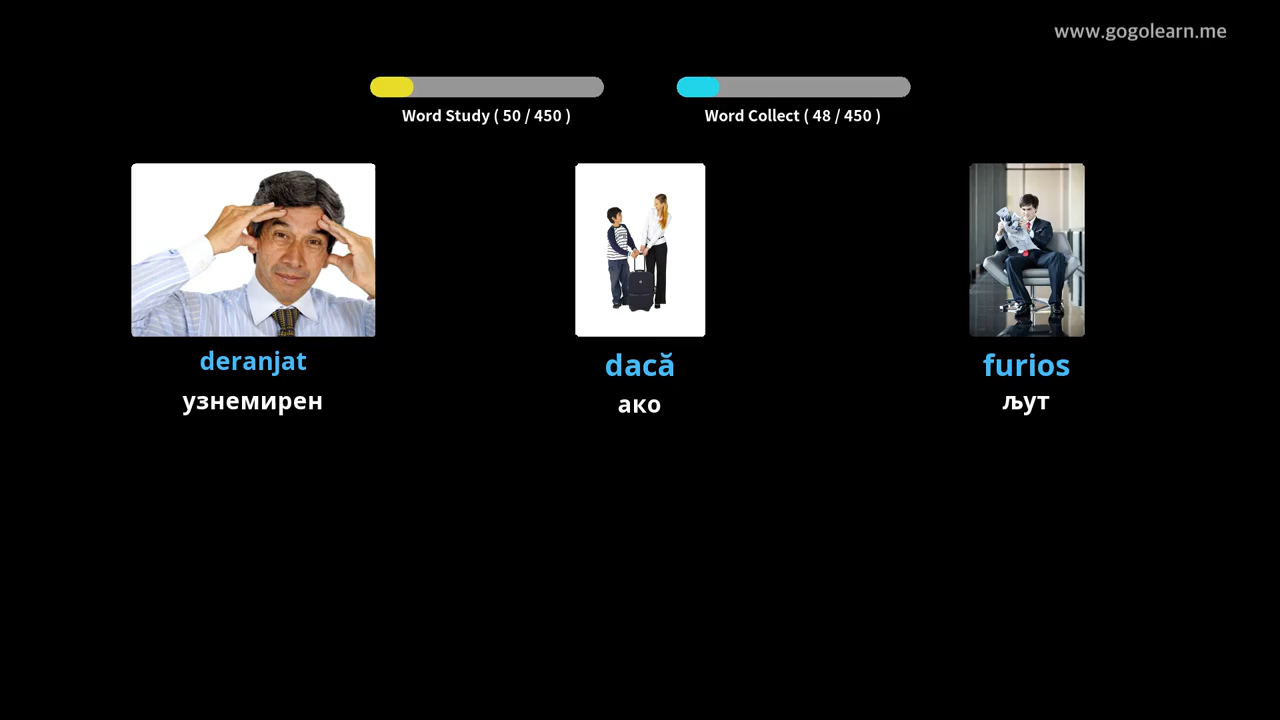 www.gogolearn.me
Word Study ( 50 / 450 )
Word Collect ( 48 / 450 )
deranjat
узнемирен
dacă
ако
furios
љут